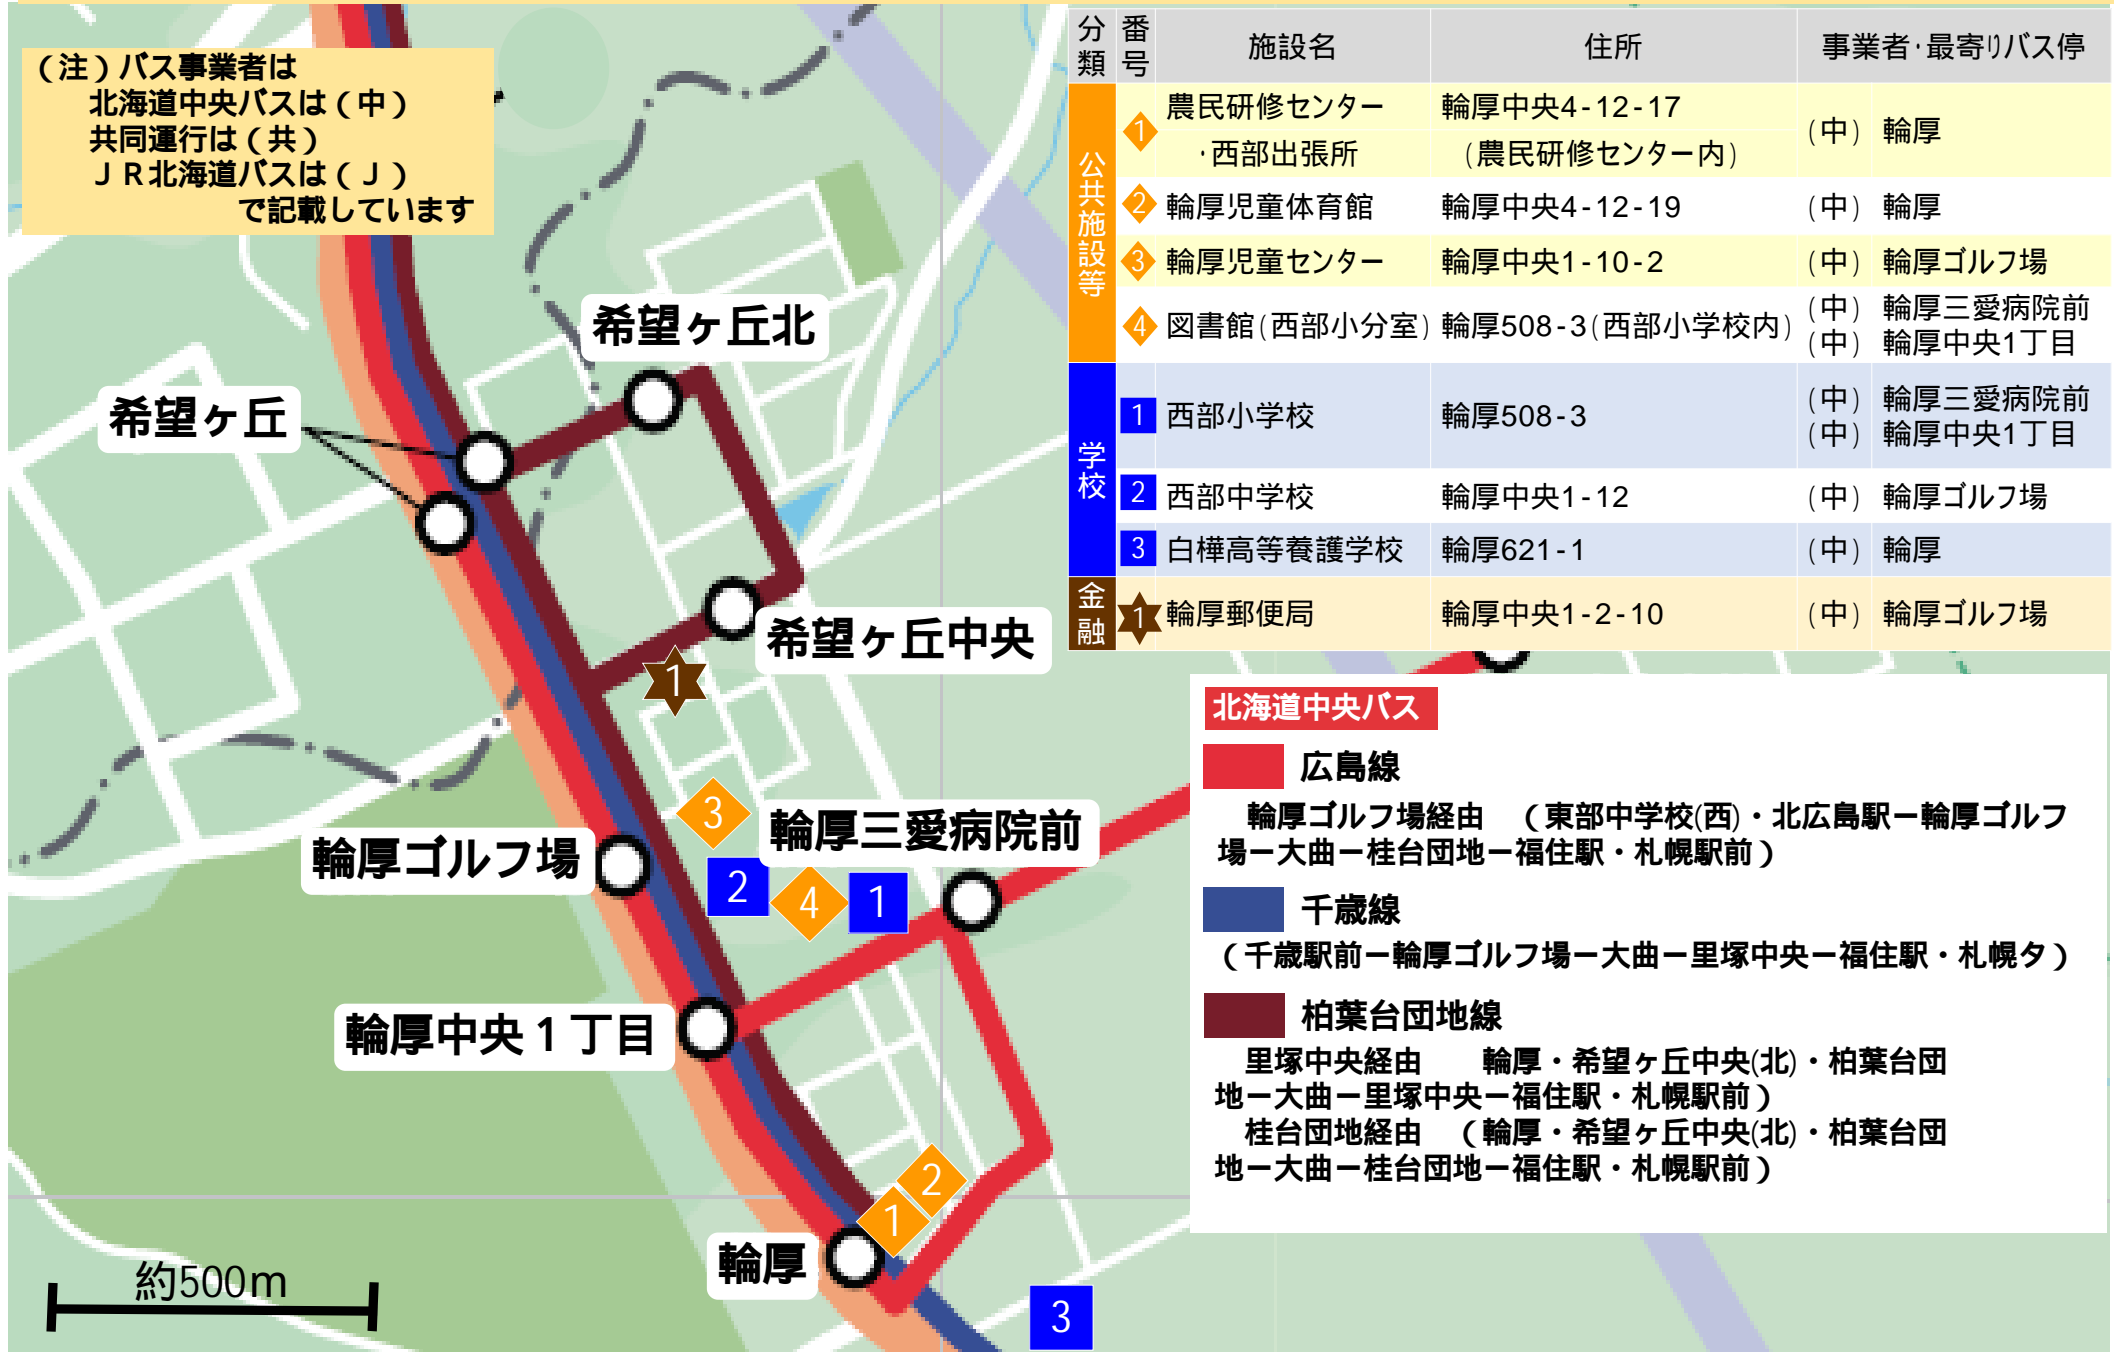 (注)バス事業者は
北海道中央バスは(中)
共同運行は(共)
JR北海道バスは(J)
で記載しています
分類 番号 施設名 住所 事業者・最寄りバス停
公共施設等
1 農民研修センター 輪厚中央4-12-17 (中) 輪厚
・西部出張所 (農民研修センター内)
2 輪厚児童体育館 輪厚中央4-12-19 (中) 輪厚
3 輪厚児童センター 輪厚中央1-10-2 (中) 輪厚ゴルフ場
4 図書館(西部小分室) 輪厚508-3(西部小学校内) (中) 輪厚三愛病院前
(中) 輪厚中央1丁目
学校
1 西部小学校 輪厚508-3 (中) 輪厚三愛病院前
(中) 輪厚中央1丁目
2 西部中学校 輪厚中央1-12 (中) 輪厚ゴルフ場
3 白樺高等養護学校 輪厚621-1 (中) 輪厚
金融
1 輪厚郵便局 輪厚中央1-2-10 (中) 輪厚ゴルフ場
希望ヶ丘北
希望ヶ丘
希望ヶ丘中央
1
3
輪厚三愛病院前
輪厚ゴルフ場
2
4
1
輪厚中央1丁目
2
1
輪厚
3
約500m
北海道中央バス
広島線
輪厚ゴルフ場経由 (東部中学校(西)・北広島駅ー輪厚ゴルフ
場ー大曲ー桂台団地ー福住駅・札幌駅前)
千歳線
(千歳駅前ー輪厚ゴルフ場ー大曲ー里塚中央ー福住駅・札幌タ)
柏葉台団地線
里塚中央経由 輪厚・希望ヶ丘中央(北)・柏葉台団
地ー大曲ー里塚中央ー福住駅・札幌駅前)
桂台団地経由 (輪厚・希望ヶ丘中央(北)・柏葉台団
地ー大曲ー桂台団地ー福住駅・札幌駅前)